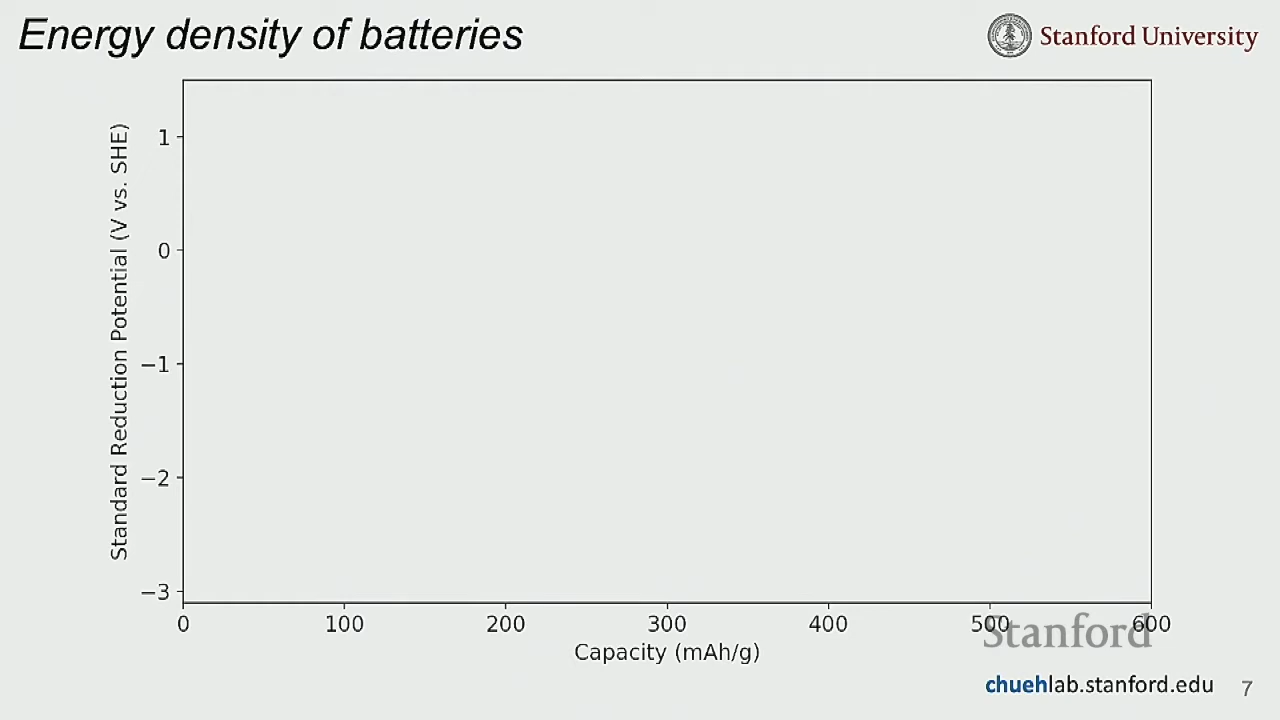 Energy density of batteries
Stanford University
Standard Reduction Potential (V vs. SHE)
1
0
−1
−2
−3
0 100 200 300 400 500 600
Capacity (mAh/g)
Stanford
chuehlab.stanford.edu 7